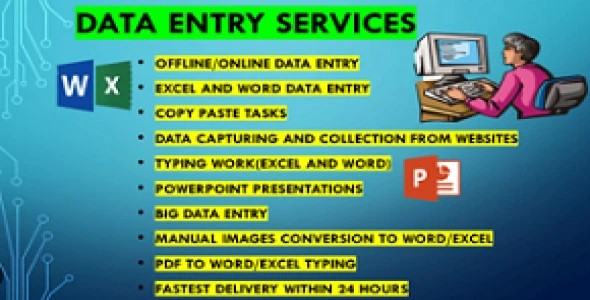 DATA ENTRY SERVICES
W X
• OFFLINE/ONLINE DATA ENTRY
• EXCEL AND WORD DATA ENTRY
• COPY PASTE TASKS
• DATA CAPTURING AND COLLECTION FROM WEBSITES
• TYPING WORK(EXCEL AND WORD)
P
• POWERPOINT PRESENTATIONS
• BIG DATA ENTRY
• MANUAL IMAGES CONVERSION TO WORD/EXCEL
• PDF TO WORD/EXCEL TYPING
• FASTEST DELIVERY WITHIN 24 HOURS